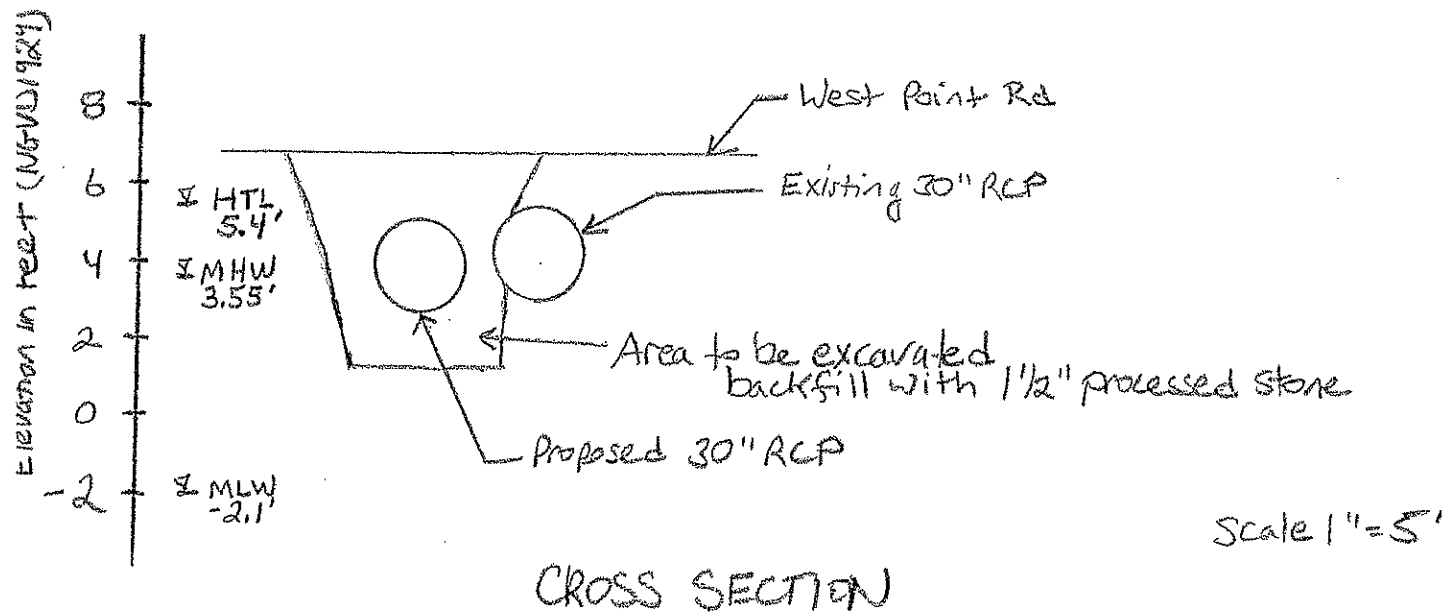 Elevation in feet (NGVD1929)
8
6
4
2
0
-2
HTL
5.4'
MHW
3.55'
MLW
-2.1'
West Point Rd
Existing 30" RCP
Area to be excavated
backfill with 1 1/2" processed stone
Proposed 30" RCP
Scale 1"=5'
CROSS SECTION